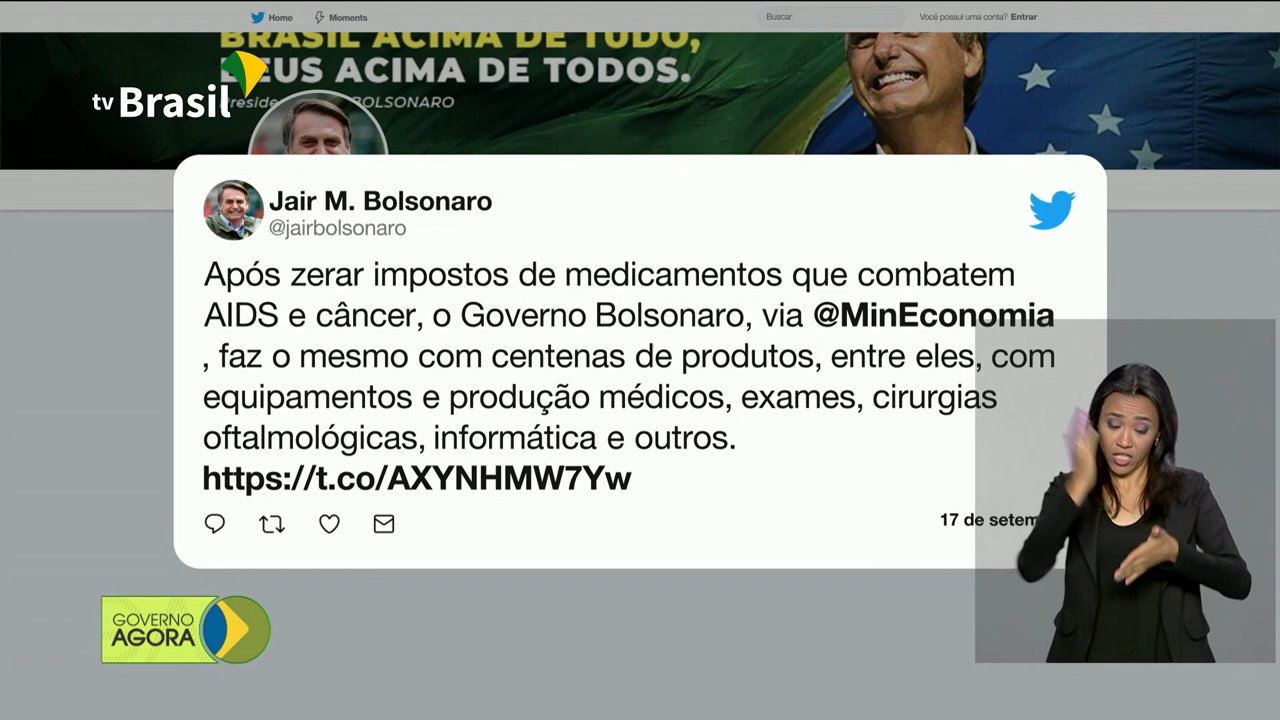 Home
Moments
Buscar
Você possui uma conta? Entrar
BRASIL ACIMA DE TUDO,
DEUS ACIMA DE TODOS.
BOLSONARO
tv Brasil
Jair M. Bolsonaro
@jairbolsonaro
Após zerar impostos de medicamentos que combatem
AIDS e câncer, o Governo Bolsonaro, via @MinEconomia
, faz o mesmo com centenas de produtos, entre eles, com
equipamentos e produção médicos, exames, cirurgias
oftalmológicas, informática e outros.
https://t.co/AXYNHMW7Yw
17 de setem
GOVERNO
AGORA